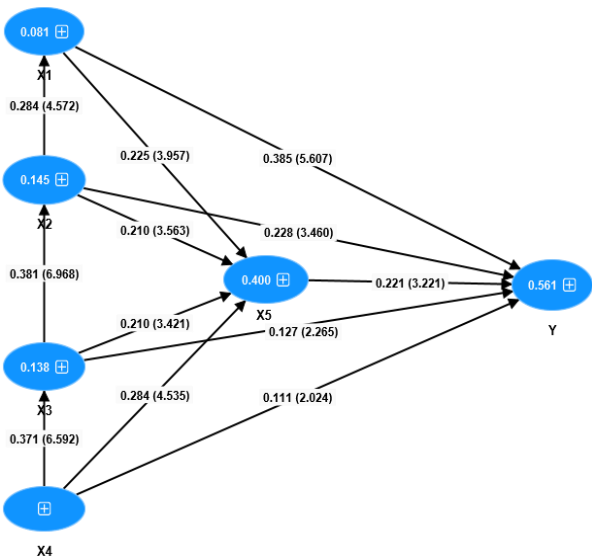 0.081
X1
0.284 (4.572)
0.225 (3.957)
0.385 (5.607)
0.145
X2
0.210 (3.563)
0.228 (3.460)
0.381 (6.968)
0.400
X5
0.221 (3.221)
0.561
Y
0.210 (3.421)
0.127 (2.265)
0.138
X3
0.284 (4.535)
0.111 (2.024)
0.371 (6.592)
X4